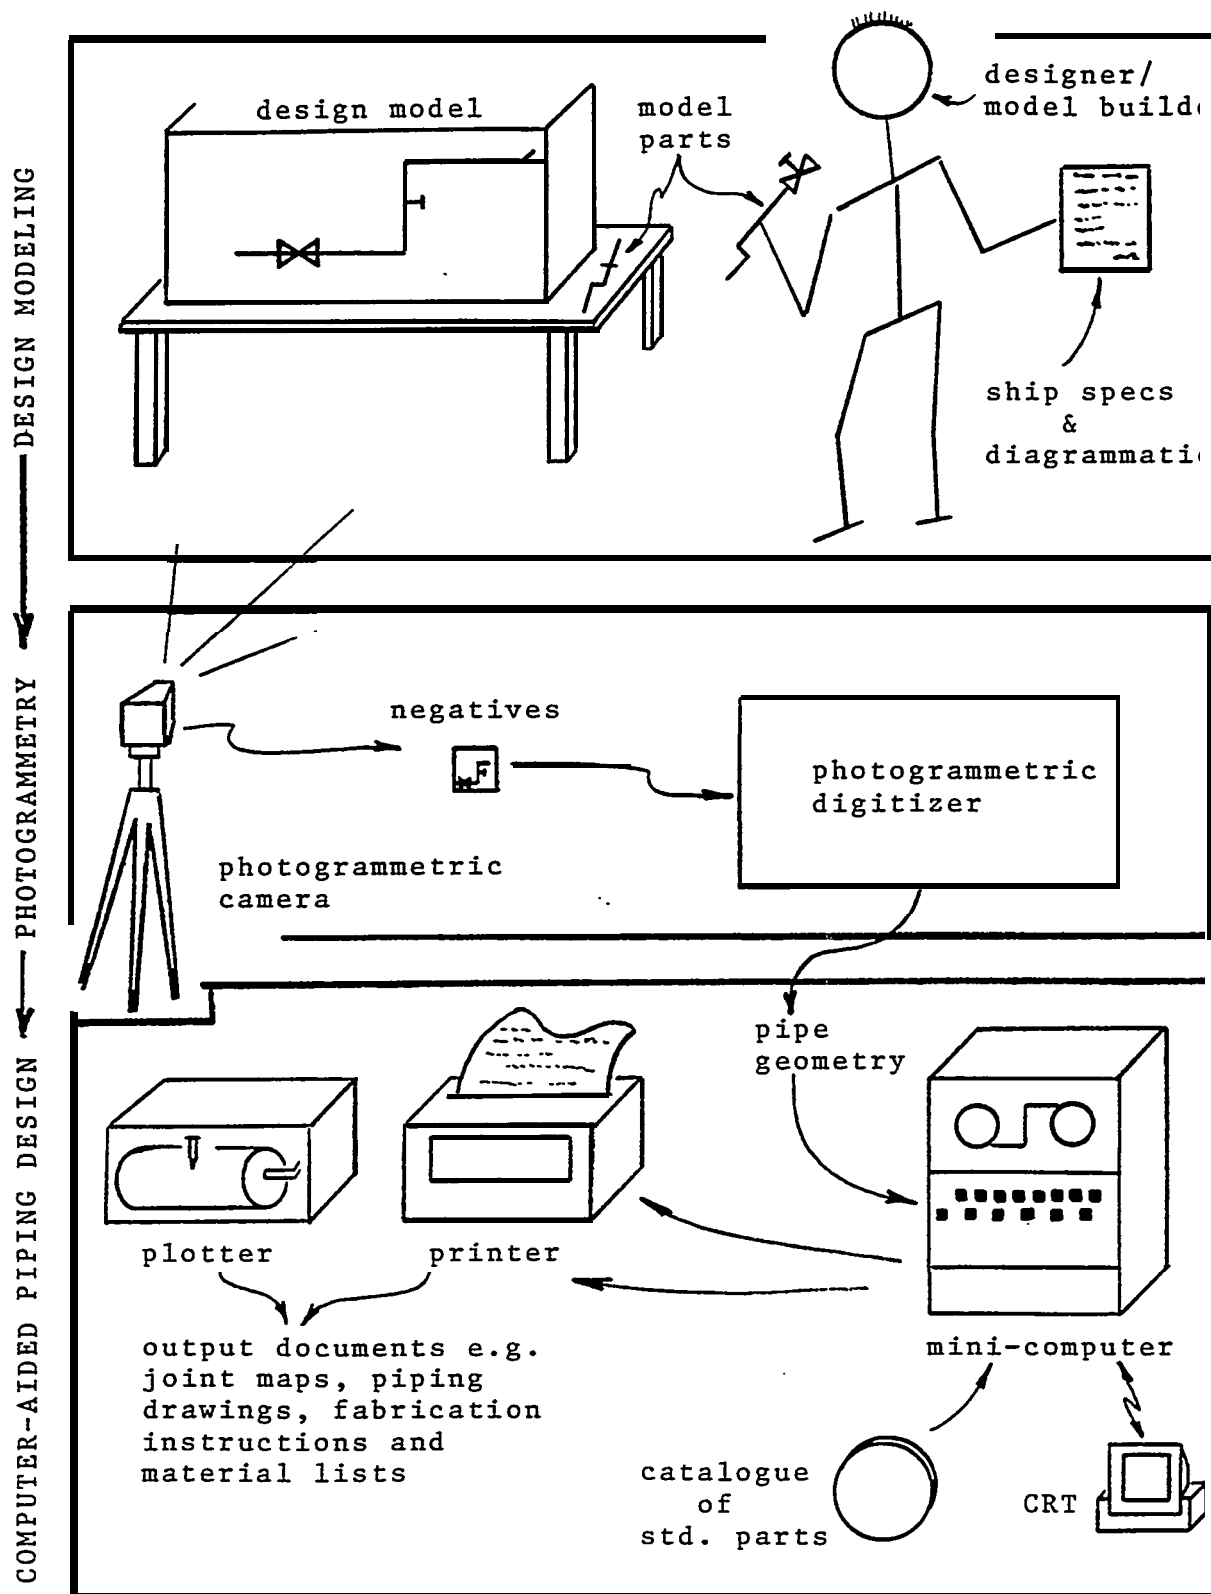 DESIGN MODELING
design model
model
parts
designer/
model
ship specs
&
PHOTOGRAMMETRY
negatives
photogrammetric
digitizer
photogrammetric
camera
COMPUTER-AIDED PIPING DESIGN
pipe
geometry
plotter
printer
mini-computer
output documents e.g.
joint maps, piping
drawings, fabrication
instructions and
material lists
catalogue
of
std. parts
CRT